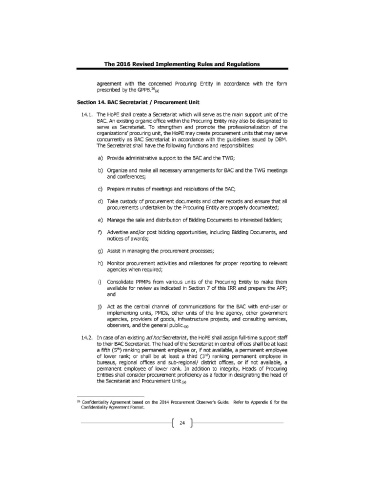 The 2016 Revised Implementing Rules and Regulations
agreement with the concerned Procuring Entity in accordance with the form
prescribed by the GPPB.
Section 14. BAC Secretariat / Procurement Unit
14.1. The HoPE shall create a Secretariat which will serve as the main support unit of the
BAC. An existing organic office within the Procuring Entity may also be designated to
serve as Secretariat. To strengthen and promote the professionalization of the
organizations' procuring unit, the HoPE may create procurement units that may serve
concurrently as BAC Secretariat in accordance with the guidelines issued by DBM.
The Secretariat shall have the following functions and responsibilities:
a) Provide administrative support to the BAC and the TWG;
b) Organize and make all necessary arrangements for BAC and the TWG meetings
and conferences;
c) Prepare minutes of meetings and resolutions of the BAC;
d) Take custody of procurement documents and other records and ensure that all
procurements undertaken by the Procuring Entity are properly documented;
e) Manage the sale and distribution of Bidding Documents to interested bidders;
f) Advertise and/or post bidding opportunities, including Bidding Documents, and
notices of awards;
g) Assist in managing the procurement processes;
h) Monitor procurement activities and milestones for proper reporting to relevant
agencies when required;
i) Consolidate PPMPs from various units of the Procuring Entity to make them
available for review as indicated in Section 7 of this IRR and prepare the APP;
and
j) Act as the central channel of communications for the BAC with end-user or
implementing units, PMOs, other units of the line agency, other government
agencies, providers of goods, infrastructure projects, and consulting services,
observers, and the general public.
14.2. In case of an existing ad hoc Secretariat, the HoPE shall assign full-time support staff
to their BAC Secretariat. The head of the Secretariat in central offices shall be at least
a fifth (5th) ranking permanent employee or, if not available, a permanent employee
of lower rank; or shall be at least a third (3rd) ranking permanent employee in
bureaus, regional offices and sub-regional/ district offices, or if not available, a
permanent employee of lower rank. In addition to integrity, Heads of Procuring
Entities shall consider procurement proficiency as a factor in designating the head of
the Secretariat and Procurement Unit.
Confidentiality Agreement based on the 2014 Procurement Observer's Guide. Refer to Appendix 6 for the
Confidentiality Agreement Format.
24